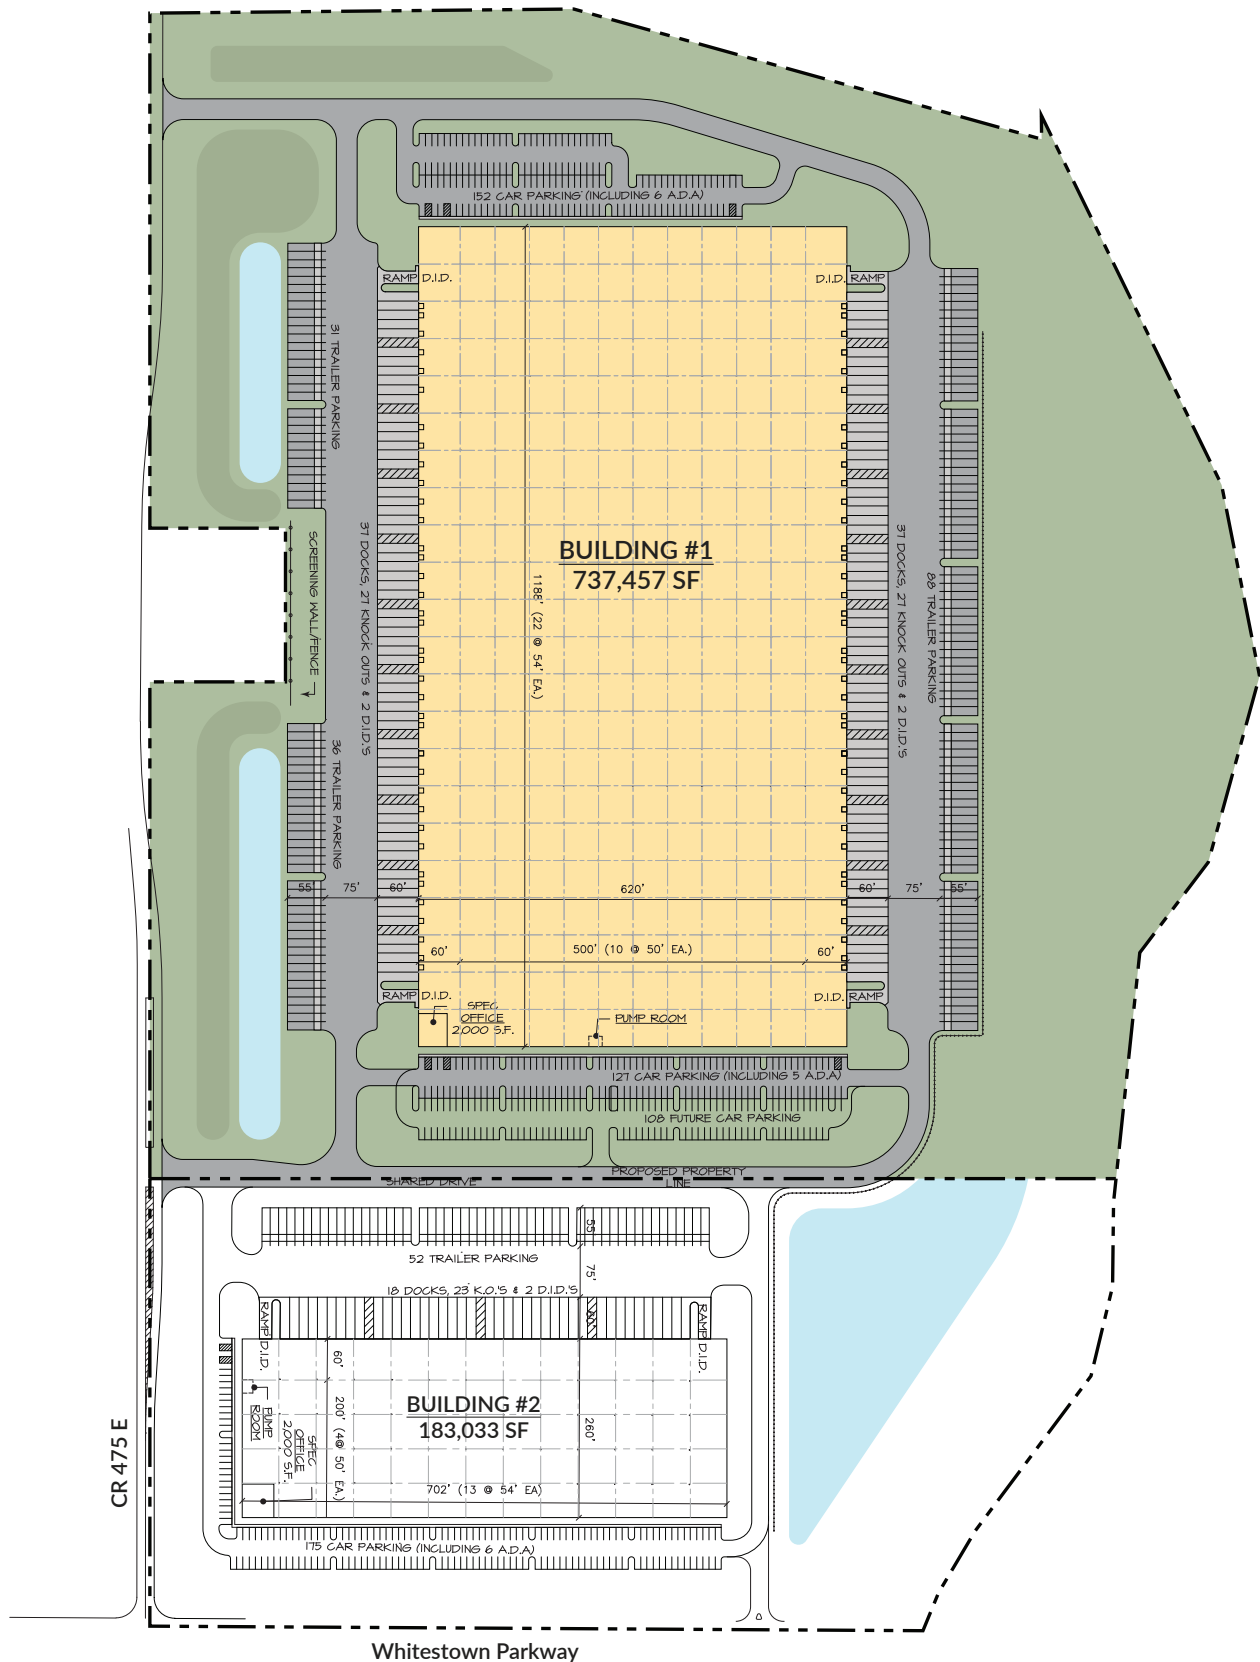 152 CAR PARKING (INCLUDING 6 A.D.A)
RAMP
D.I.D.
D.I.D.
RAMP
31 TRAILER PARKING
37 DOCKS, 27 KNOCK OUTS & 2 D.I.D.'S
SCREENING WALL/FENCE
36 TRAILER PARKING
BUILDING #1
737,457 SF
1188' (22 @ 54' EA.)
37 DOCKS, 27 KNOCK OUTS & 2 D.I.D.'S
88 TRAILER PARKING
55'
75'
60'
620'
60'
75'
55'
60'
500' (10 @ 50' EA.)
60'
RAMP
D.I.D.
D.I.D.
RAMP
SPEC
OFFICE
2,000 S.F.
PUMP ROOM
127 CAR PARKING (INCLUDING 5 A.D.A)
108 FUTURE CAR PARKING
PROPOSED PROPERTY
LINE
SHARED DRIVE
55'
52 TRAILER PARKING
75'
18 DOCKS, 23 K.O.'S & 2 D.I.D.'S
60'
RAMP
D.I.D.
RAMP
D.I.D.
60'
BUILDING #2
183,033 SF
PUMP
ROOM
SPEC
OFFICE
2,000 S.F.
200' (4@ 50' EA.)
260'
702' (13 @ 54' EA)
175 CAR PARKING (INCLUDING 6 A.D.A)
CR 475 E
Whitestown Parkway